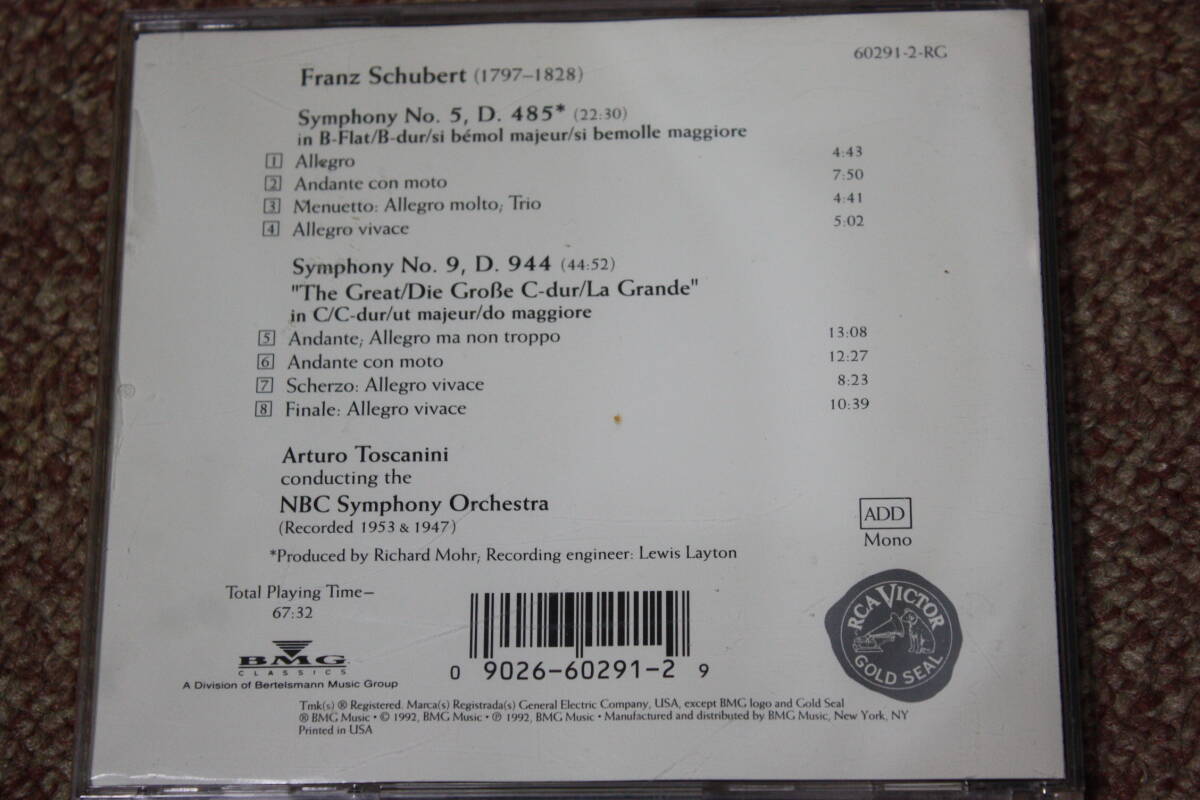 60291-2-RG
Franz Schubert (1797–1828)
Symphony No. 5, D. 485* (22:30)
in B-Flat/B-dur/si bémol majeur/si bemolle maggiore
1 Allegro 4:43
2 Andante con moto 7:50
3 Menuetto: Allegro molto; Trio 4:41
4 Allegro vivace 5:02
Symphony No. 9, D. 944 (44:52)
"The Great/Die Große C-dur/La Grande"
in C/C-dur/ut majeur/do maggiore
5 Andante; Allegro ma non troppo 13:08
6 Andante con moto 12:27
7 Scherzo: Allegro vivace 8:23
8 Finale: Allegro vivace 10:39
Arturo Toscanini
conducting the
NBC Symphony Orchestra
(Recorded 1953 & 1947)
*Produced by Richard Mohr; Recording engineer: Lewis Layton
ADD
Mono
Total Playing Time–
67:32
BMG
CLASSICS
A Division of Bertelsmann Music Group
0 9026-60291-2 9
RCA VICTOR
GOLD SEAL
Tmk(s) ® Registered. Marca(s) Registrada(s) General Electric Company, USA, except BMG logo and Gold Seal
® BMG Music • © 1992, BMG Music • ℗ 1992, BMG Music • Manufactured and distributed by BMG Music, New York, NY
Printed in USA